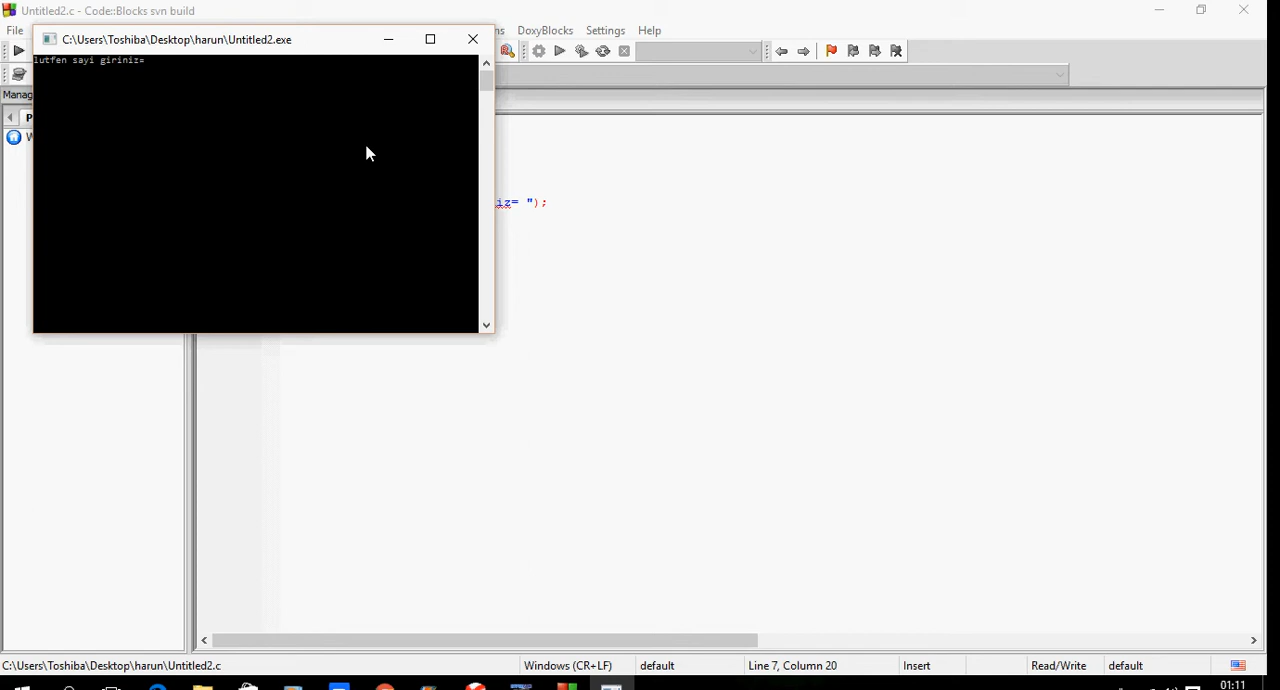 Untitled2.c - Code::Blocks svn build
File
ns DoxyBlocks Settings Help
C:\Users\Toshiba\Desktop\harun\Untitled2.exe
lutfen sayi giriniz=
Manag
P
W
iz= ");
C:\Users\Toshiba\Desktop\harun\Untitled2.c Windows (CR+LF) default Line 7, Column 20 Insert Read/Write default
01:11